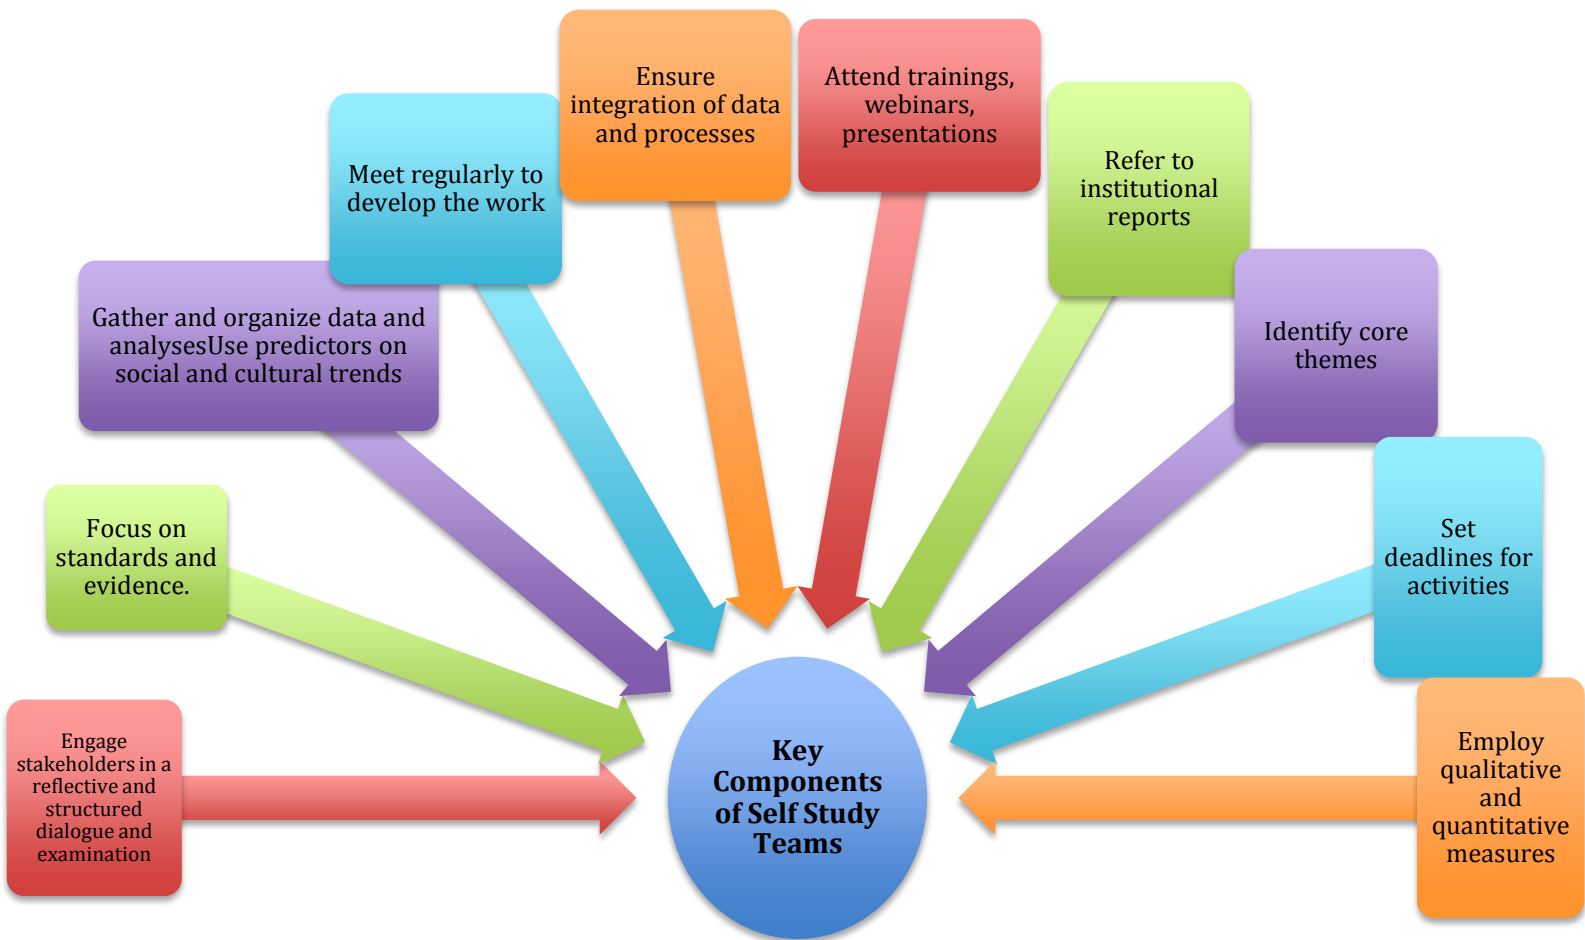 Ensure
integration of data
and processes
Attend trainings,
webinars,
presentations
Meet regularly to
develop the work
Refer to
institutional
reports
Gather and organize data and
analysesUse predictors on
social and cultural trends
Identify core
themes
Focus on
standards and
evidence.
Set
deadlines for
activities
Engage
stakeholders in a
reflective and
structured
dialogue and
examination
Key
Components
of Self Study
Teams
Employ
qualitative
and
quantitative
measures